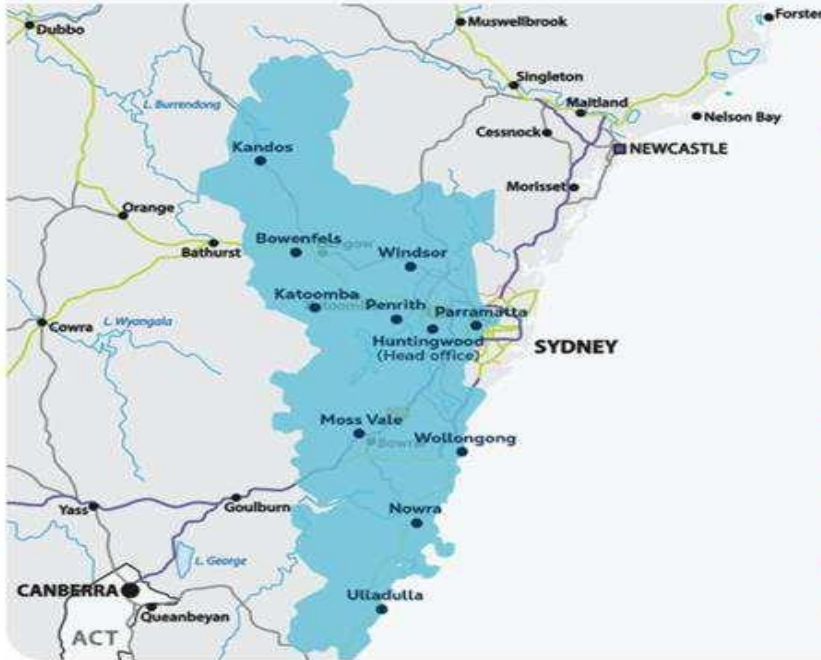 Forster
Muswellbrook
Dubbo
Singleton
L. Burrendong
Maitland
Nelson Bay
Cessnock
NEWCASTLE
Kandos
Morisset
Orange
Bathurst
Bowenfels
Windsor
Katoomba
Penrith
Parramatta
Cowra
L. Wyangala
Huntingwood
(Head office)
SYDNEY
Moss Vale
Wollongong
Yass
Goulburn
Nowra
L. George
CANBERRA
Ulladulla
Queanbeyan
ACT